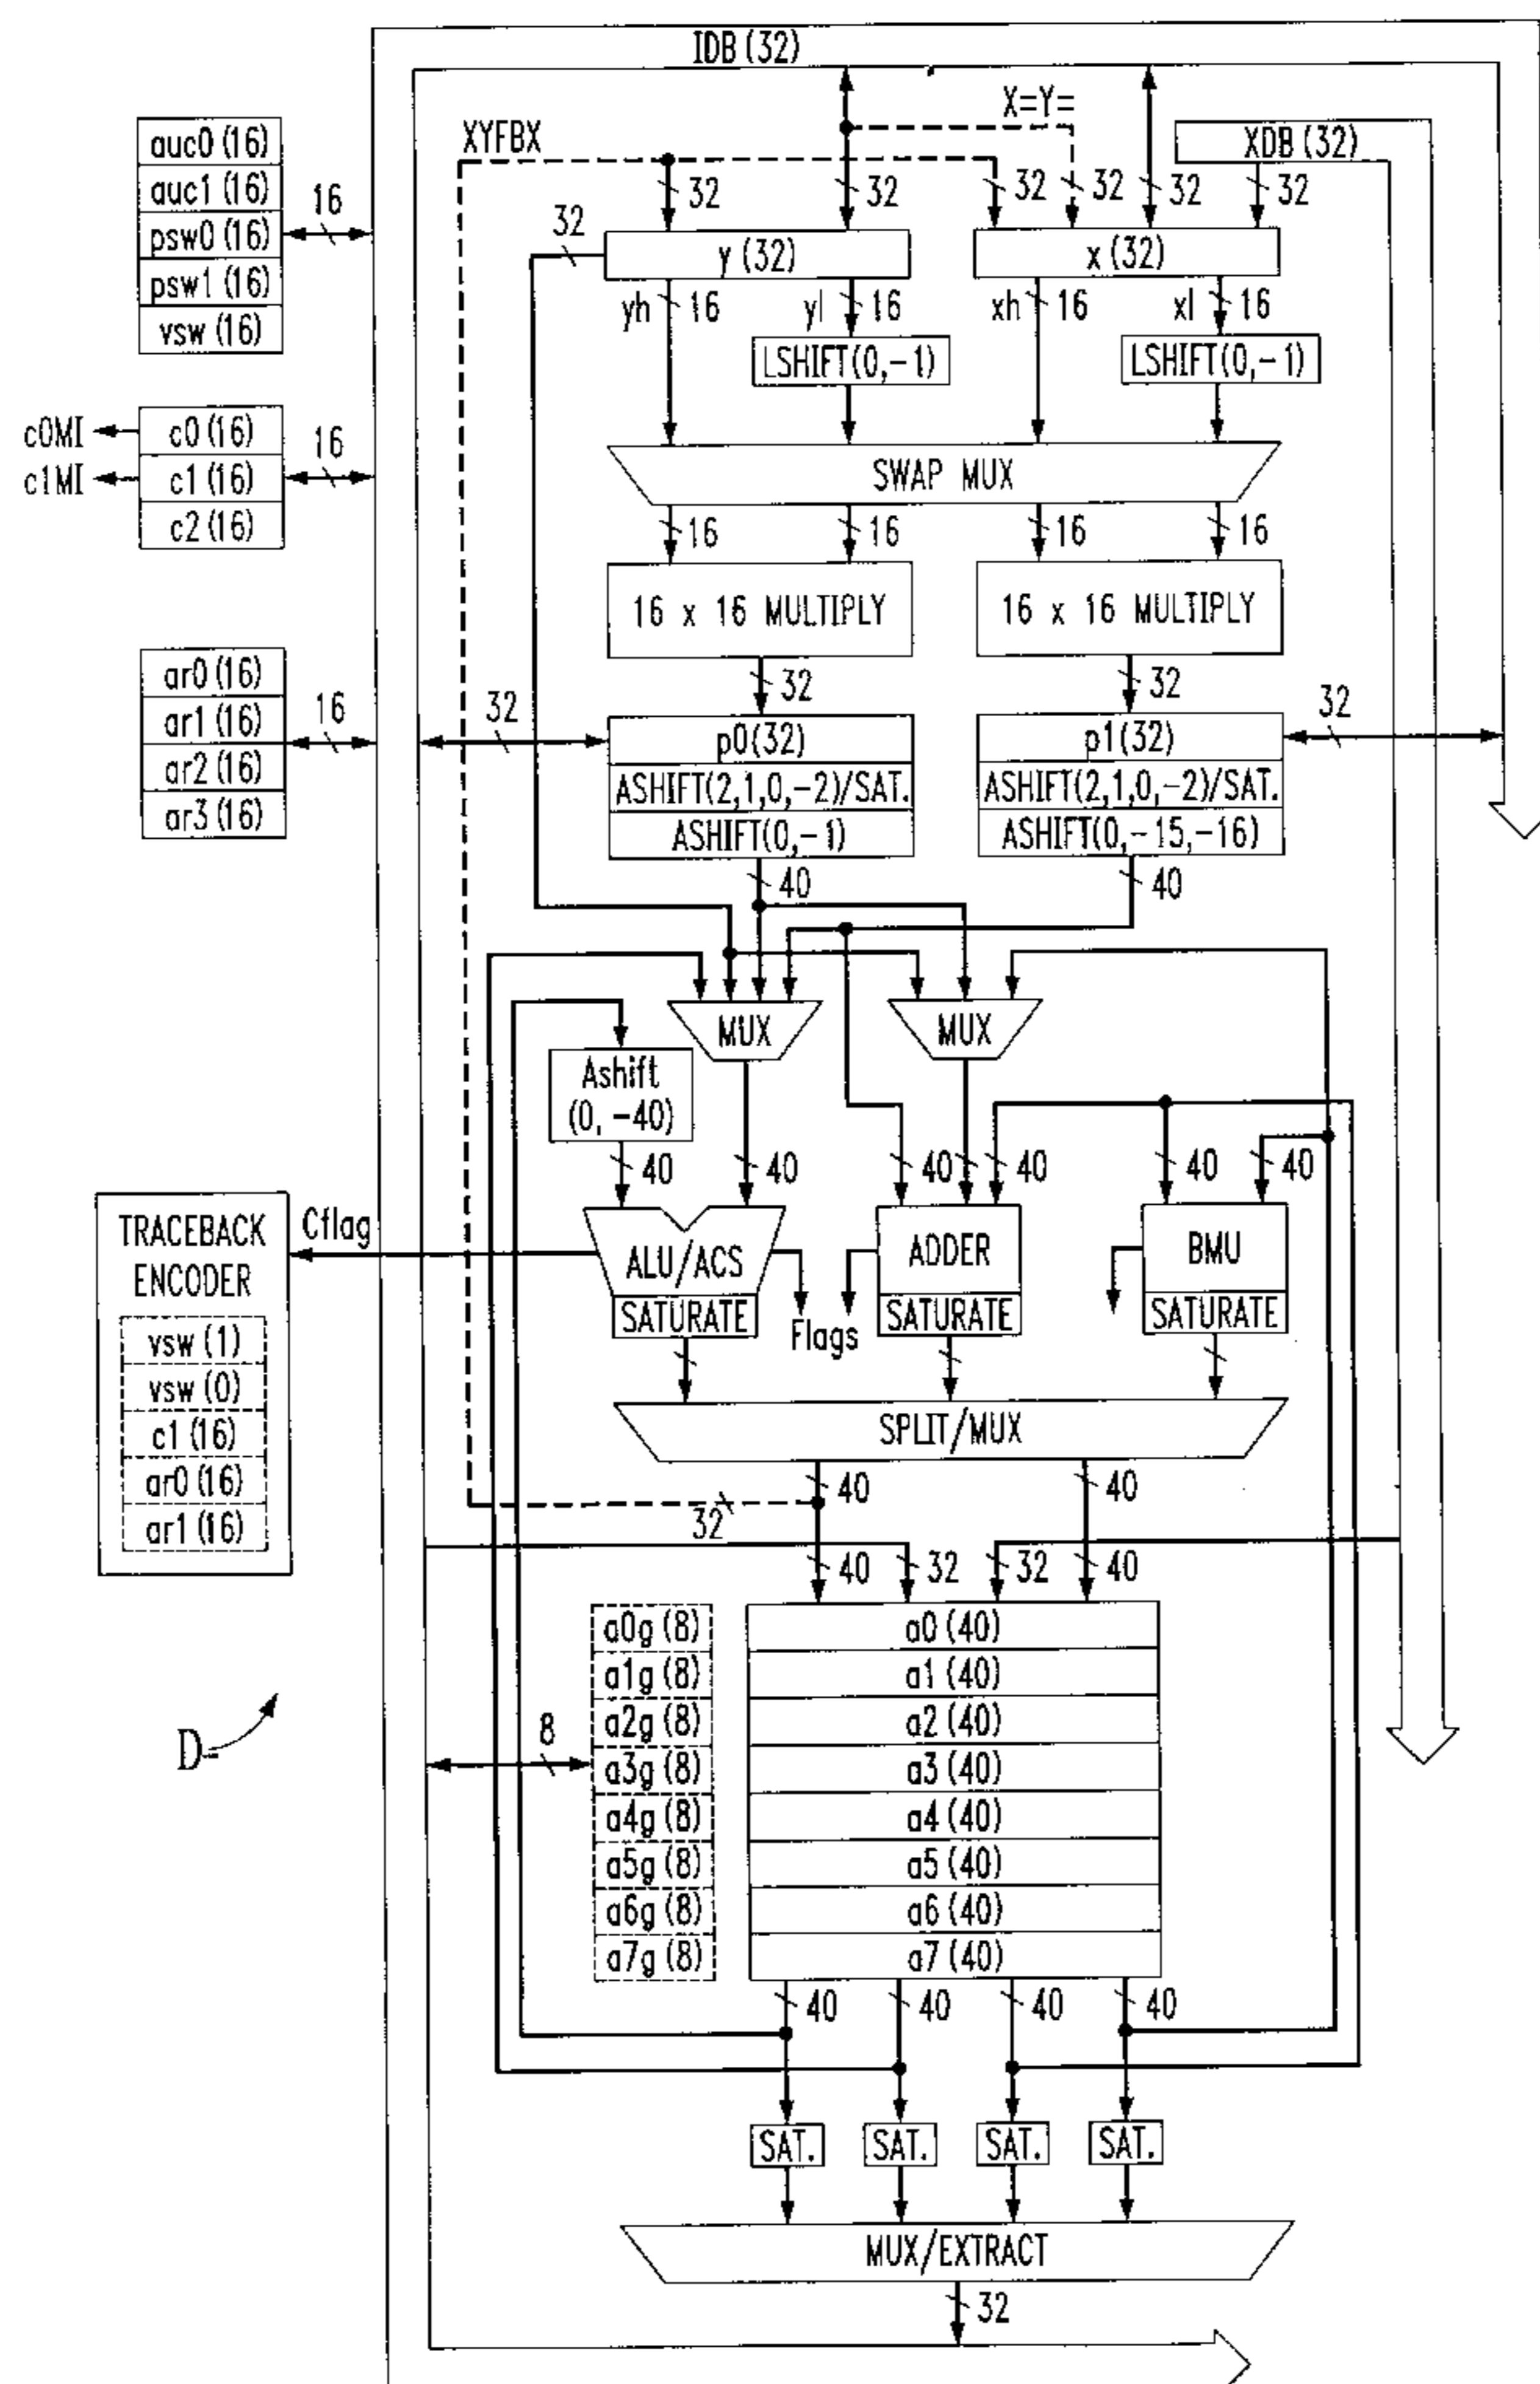 IDB (32)
XYFBX
X=Y=
XDB (32)
auc0 (16)
auc1 (16)
psw0 (16)
psw1 (16)
vsw (16)
16
32
32
32
32
32
32
32
y (32)
x (32)
yh
16
yl
16
xh
16
xl
16
LSHIFT(0,-1)
LSHIFT(0,-1)
c0MI
c1MI
c0 (16)
c1 (16)
c2 (16)
16
SWAP MUX
16
16
16
16
16 x 16 MULTIPLY
16 x 16 MULTIPLY
32
32
ar0 (16)
ar1 (16)
ar2 (16)
ar3 (16)
16
32
32
p0(32)
ASHIFT(2,1,0,-2)/SAT.
ASHIFT(0,-1)
p1(32)
ASHIFT(2,1,0,-2)/SAT.
ASHIFT(0,-15,-16)
40
40
MUX
MUX
Ashift
(0, -40)
40
40
40
40
40
40
TRACEBACK
ENCODER
vsw (1)
vsw (0)
c1 (16)
ar0 (16)
ar1 (16)
Cflag
ALU/ACS
SATURATE
Flags
ADDER
SATURATE
BMU
SATURATE
SPLIT/MUX
40
40
32
40
32
32
40
a0g (8)
a1g (8)
a2g (8)
a3g (8)
a4g (8)
a5g (8)
a6g (8)
a7g (8)
a0 (40)
a1 (40)
a2 (40)
a3 (40)
a4 (40)
a5 (40)
a6 (40)
a7 (40)
D
8
40
40
40
40
SAT.
SAT.
SAT.
SAT.
MUX/EXTRACT
32